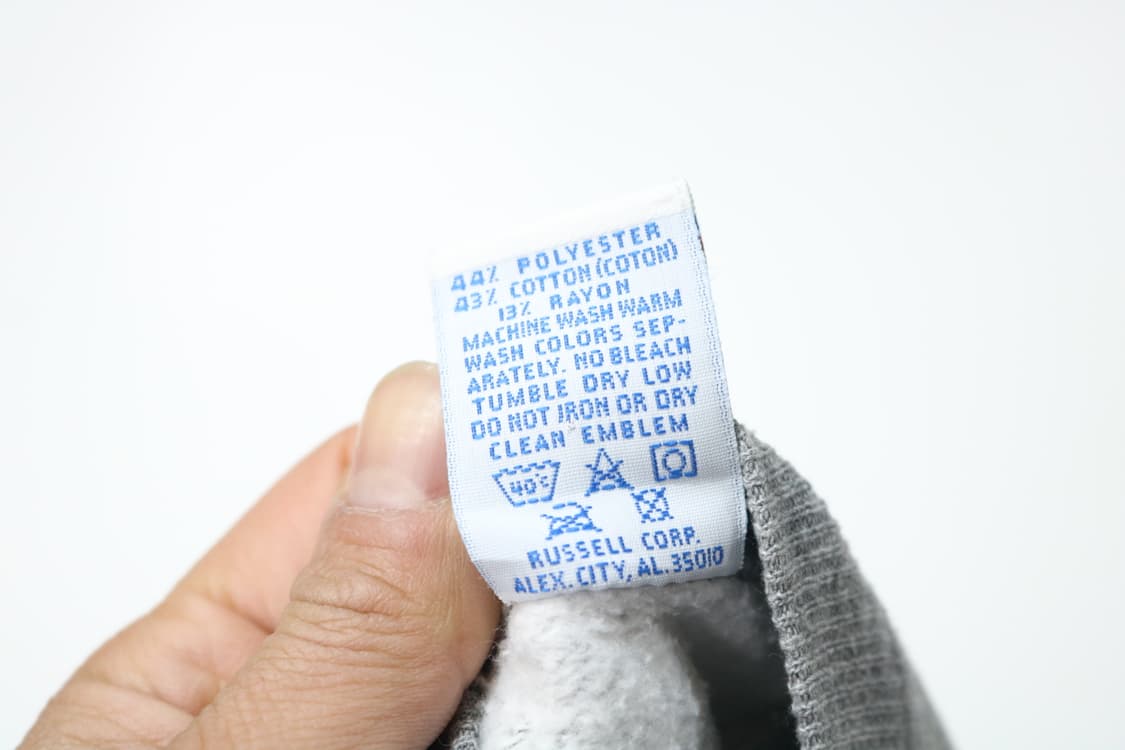 44% POLYESTER
43% COTTON (COTON)
13% RAYON
MACHINE WASH WARM
WASH COLORS SEP-
ARATELY. NO BLEACH
TUMBLE DRY LOW
DO NOT IRON OR DRY
CLEAN EMBLEM
40°C
RUSSELL CORP.
ALEX. CITY, AL. 35010